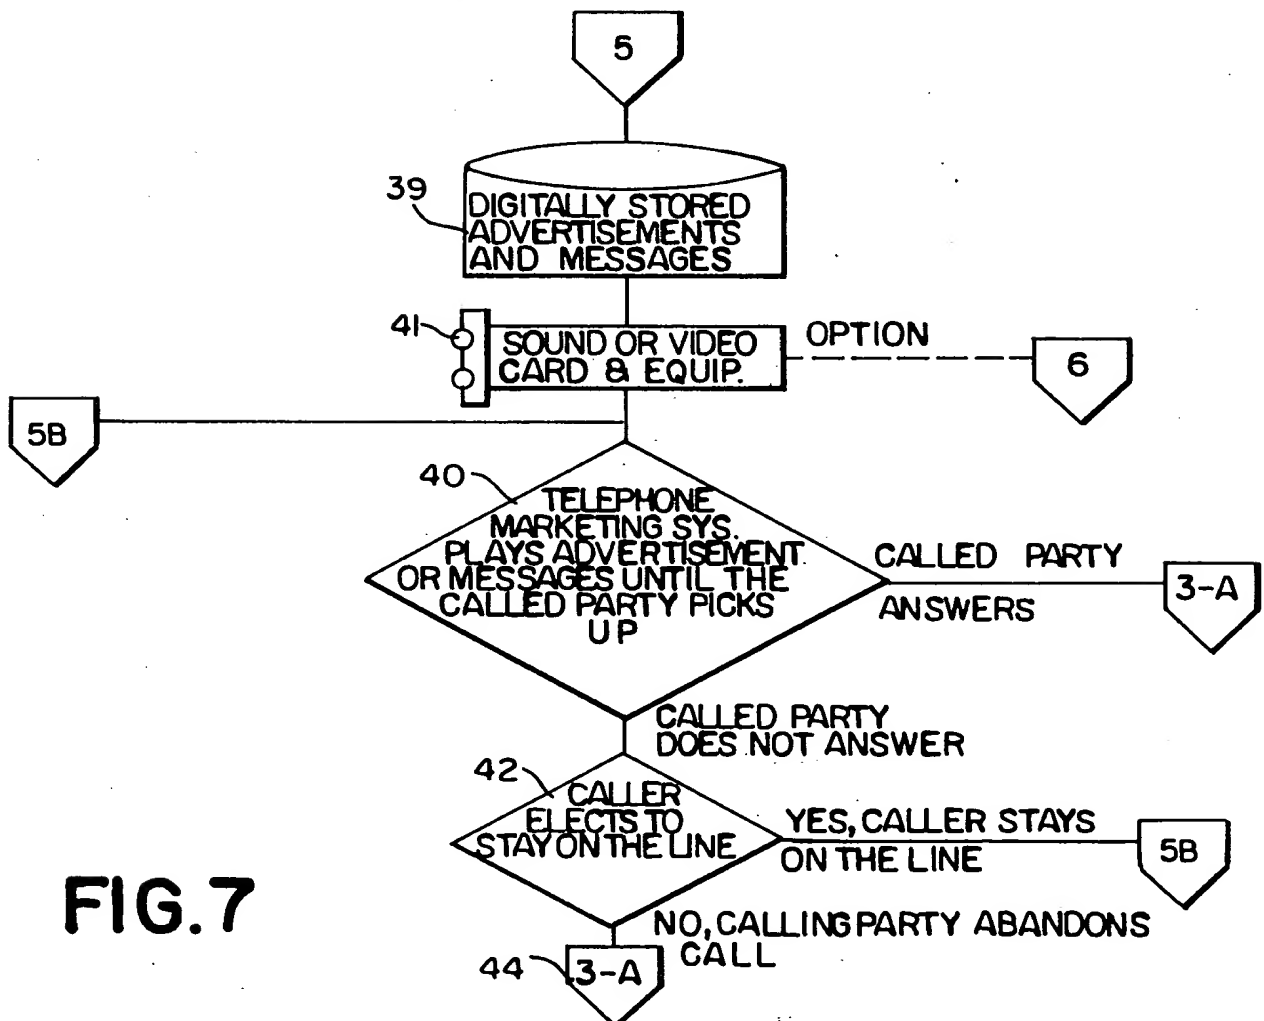 5
39
DIGITALLY STORED
ADVERTISEMENTS
AND MESSAGES
41
SOUND OR VIDEO
CARD & EQUIP.
OPTION
6
5B
40
TELEPHONE
MARKETING SYS.
PLAYS ADVERTISEMENT
OR MESSAGES UNTIL THE
CALLED PARTY PICKS
UP
CALLED PARTY
ANSWERS
3-A
CALLED PARTY
DOES NOT ANSWER
42
CALLER
ELECTS TO
STAY ON THE LINE
YES, CALLER STAYS
ON THE LINE
5B
FIG. 7
NO, CALLING PARTY ABANDONS
CALL
44
3-A